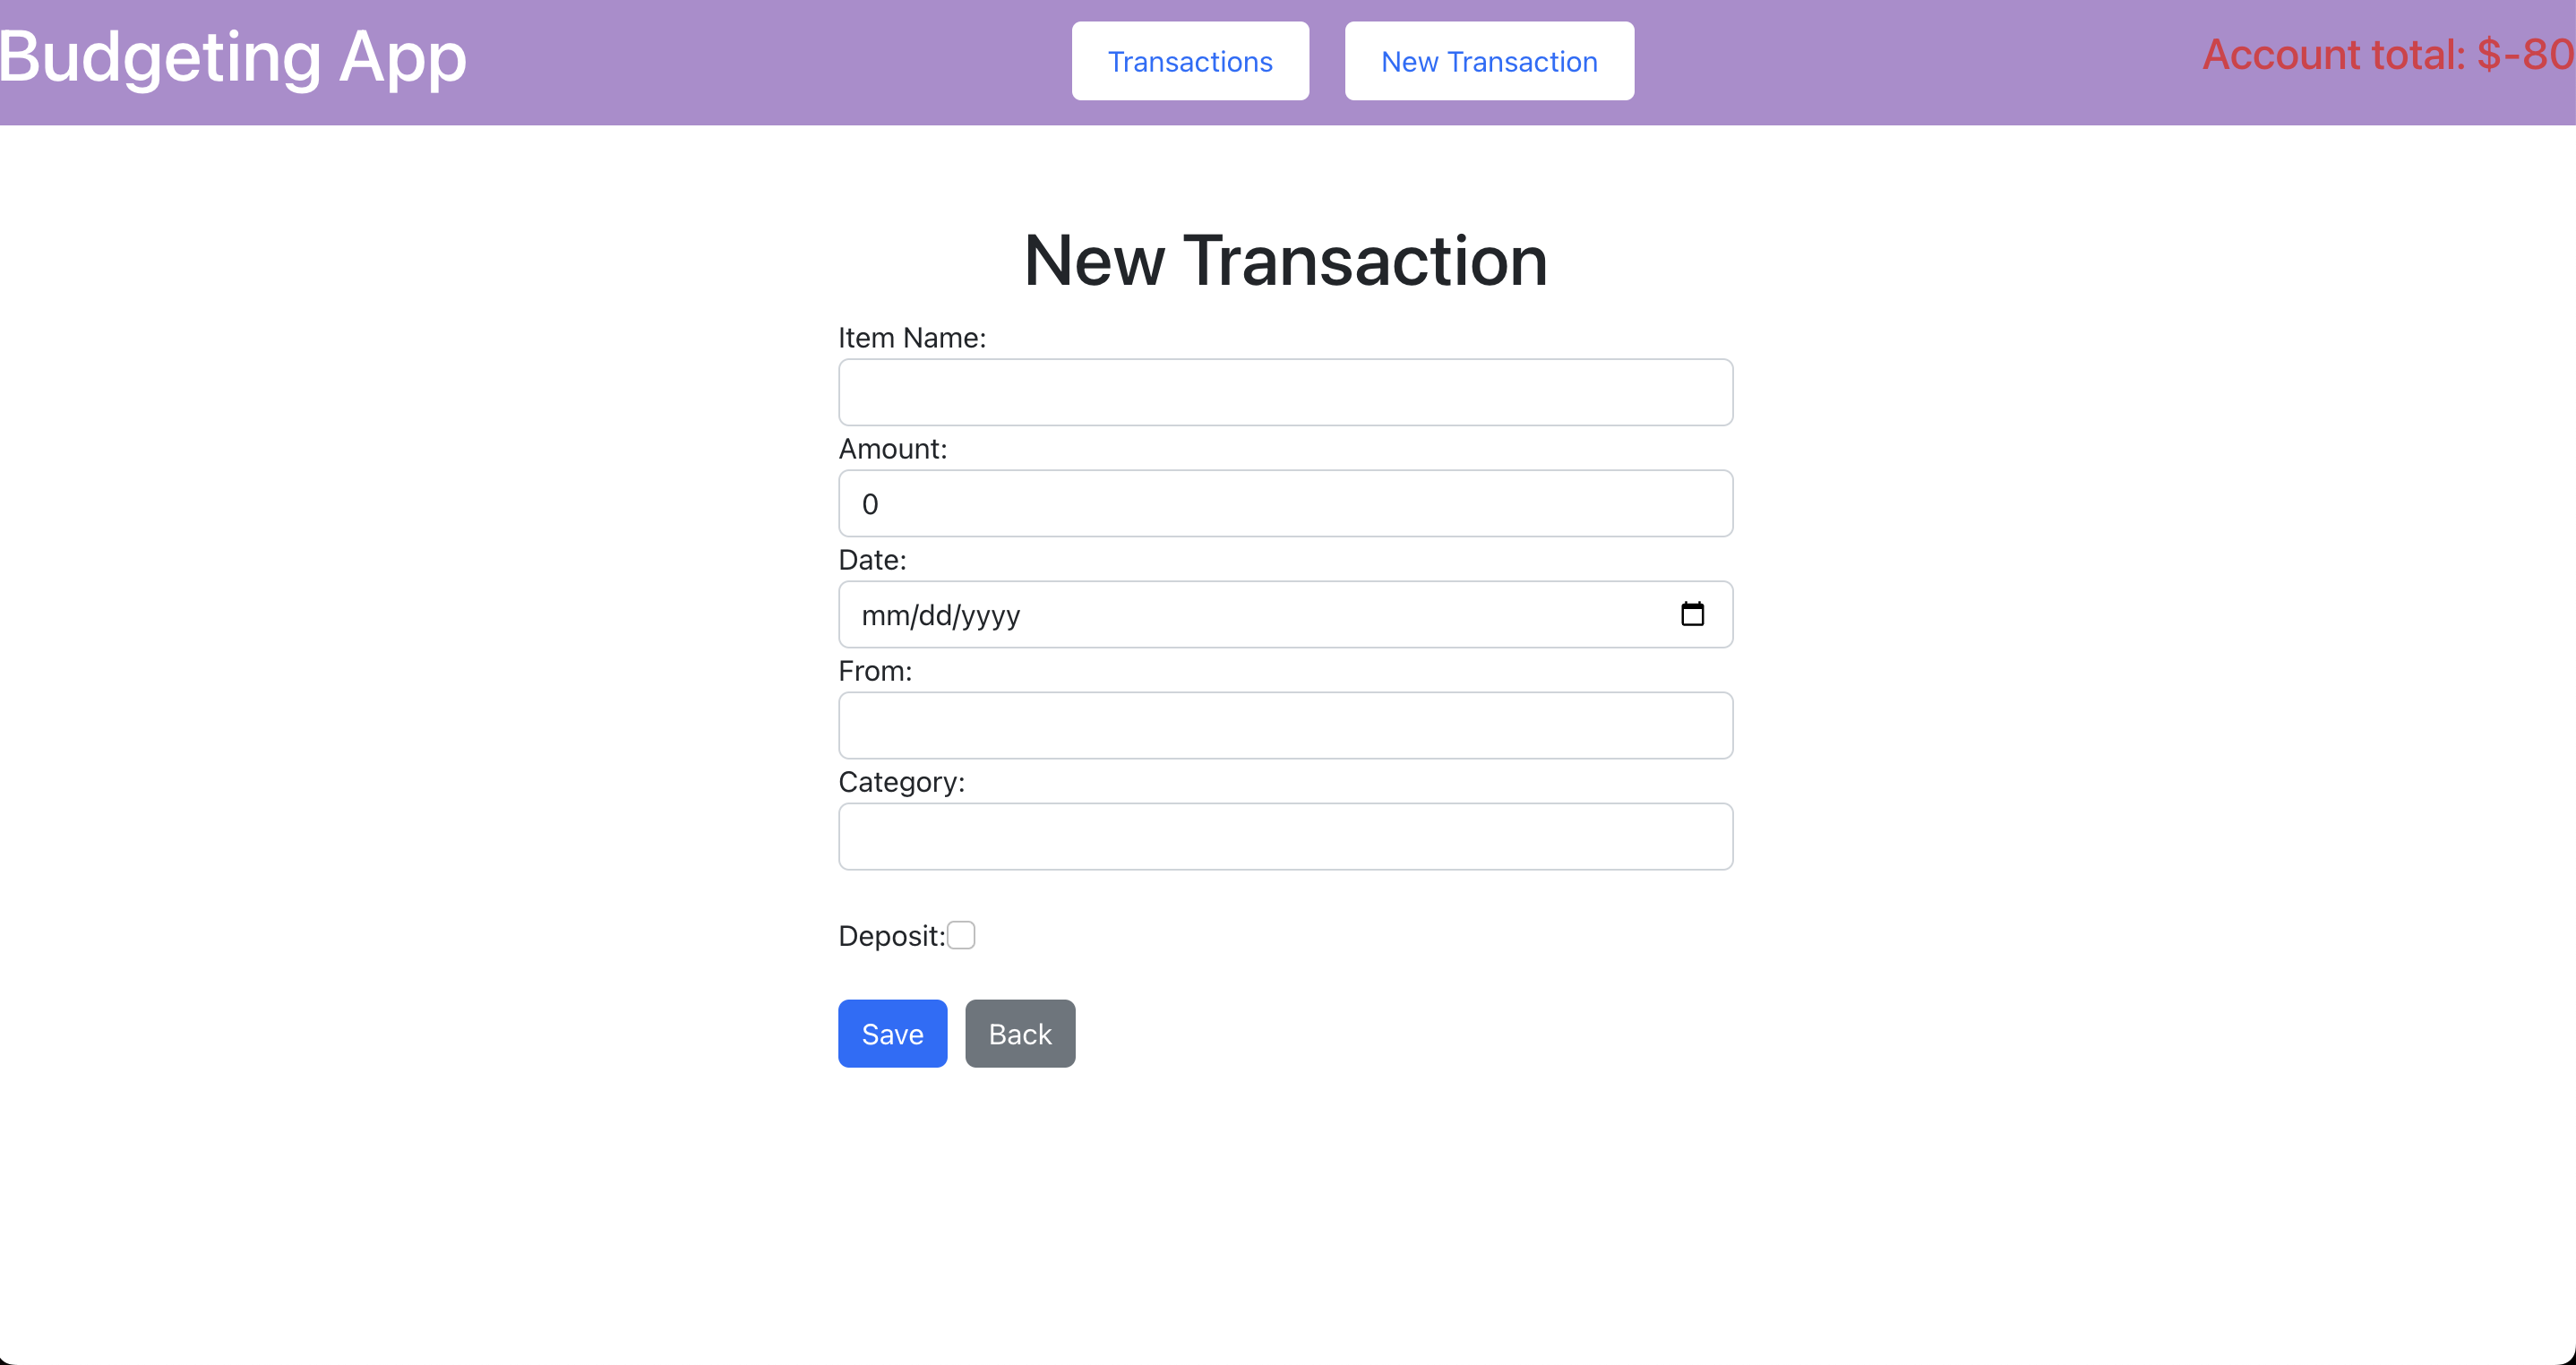 Budgeting App
Transactions
New Transaction
Account total: $-80
New Transaction
Item Name:
Amount:
0
Date:
mm/dd/yyyy
From:
Category:
Deposit:
Save
Back